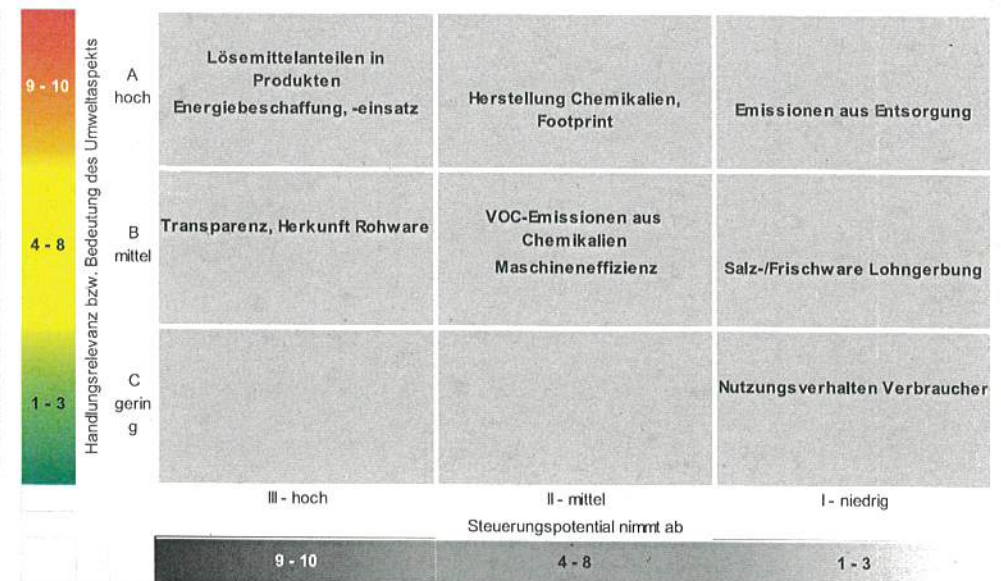 Handlungsrelevanz bzw. Bedeutung des Umweltaspekts
9 - 10
A
hoch
Lösemittelanteilen in
Produkten
Energiebeschaffung, -einsatz
Herstellung Chemikalien,
Footprint
Emissionen aus Entsorgung
4 - 8
B
mittel
Transparenz, Herkunft Rohware
VOC-Emissionen aus
Chemikalien
Maschineneffizienz
Salz-/Frischware Lohngerbung
1 - 3
C
gerin
g
Nutzungsverhalten Verbraucher
III - hoch
II - mittel
I - niedrig
Steuerungspotential nimmt ab
9 - 10
4 - 8
1 - 3